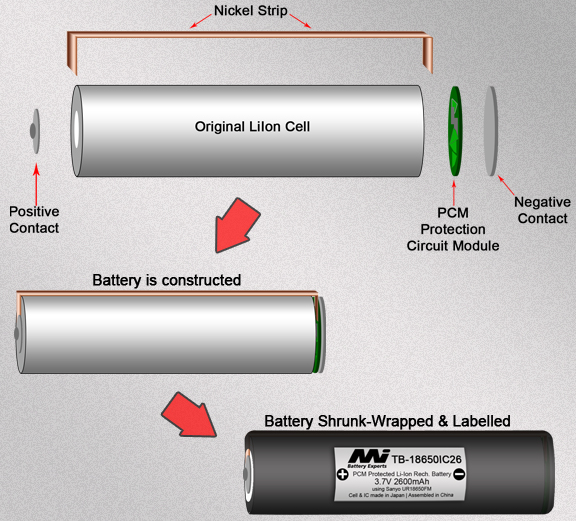 Nickel Strip
Original LiIon Cell
Positive
Contact
PCM
Protection
Circuit Module
Negative
Contact
Battery is constructed
Battery Shrunk-Wrapped & Labelled
Mi
Battery Experts
TB-18650IC26
+
PCM Protected Li-Ion Rech. Battery
-
3.7V 2600mAh
using Sanyo UR18650FM
Cell & IC made in Japan | Assembled in China